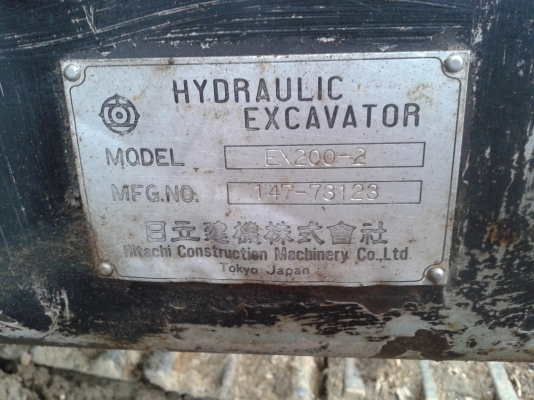 HYDRAULIC
EXCAVATOR
MODEL EX200-2
MFG.NO. 147-73123
日立建機株式會社
Hitachi Construction Machinery Co., Ltd.
Tokyo Japan